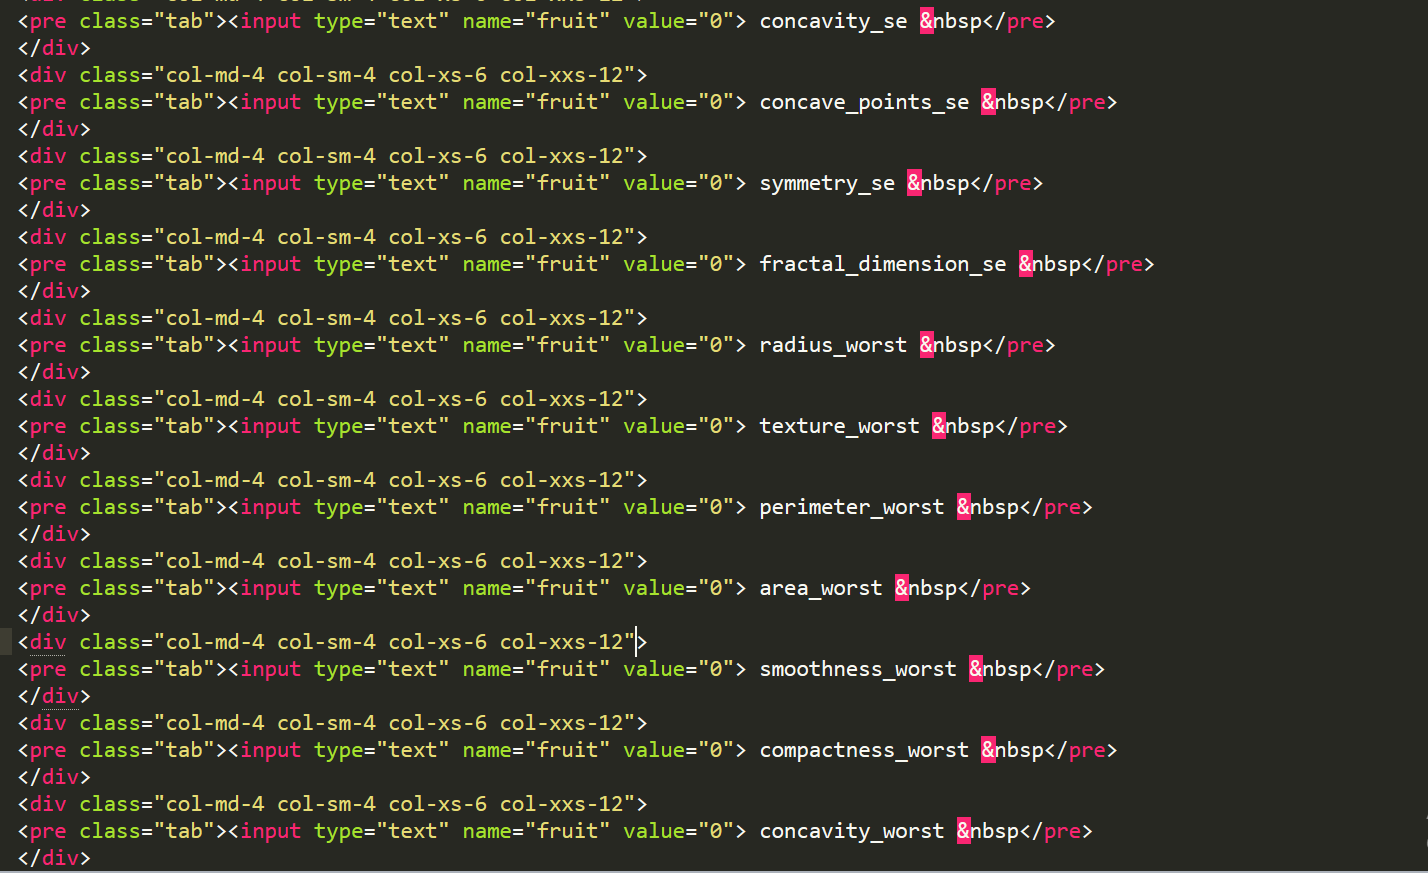 <pre class="tab"><input type="text" name="fruit" value="0"> concavity_se &nbsp</pre>
</div>
<div class="col-md-4 col-sm-4 col-xs-6 col-xxs-12">
<pre class="tab"><input type="text" name="fruit" value="0"> concave_points_se &nbsp</pre>
</div>
<div class="col-md-4 col-sm-4 col-xs-6 col-xxs-12">
<pre class="tab"><input type="text" name="fruit" value="0"> symmetry_se &nbsp</pre>
</div>
<div class="col-md-4 col-sm-4 col-xs-6 col-xxs-12">
<pre class="tab"><input type="text" name="fruit" value="0"> fractal_dimension_se &nbsp</pre>
</div>
<div class="col-md-4 col-sm-4 col-xs-6 col-xxs-12">
<pre class="tab"><input type="text" name="fruit" value="0"> radius_worst &nbsp</pre>
</div>
<div class="col-md-4 col-sm-4 col-xs-6 col-xxs-12">
<pre class="tab"><input type="text" name="fruit" value="0"> texture_worst &nbsp</pre>
</div>
<div class="col-md-4 col-sm-4 col-xs-6 col-xxs-12">
<pre class="tab"><input type="text" name="fruit" value="0"> perimeter_worst &nbsp</pre>
</div>
<div class="col-md-4 col-sm-4 col-xs-6 col-xxs-12">
<pre class="tab"><input type="text" name="fruit" value="0"> area_worst &nbsp</pre>
</div>
<div class="col-md-4 col-sm-4 col-xs-6 col-xxs-12">
<pre class="tab"><input type="text" name="fruit" value="0"> smoothness_worst &nbsp</pre>
</div>
<div class="col-md-4 col-sm-4 col-xs-6 col-xxs-12">
<pre class="tab"><input type="text" name="fruit" value="0"> compactness_worst &nbsp</pre>
</div>
<div class="col-md-4 col-sm-4 col-xs-6 col-xxs-12">
<pre class="tab"><input type="text" name="fruit" value="0"> concavity_worst &nbsp</pre>
</div>